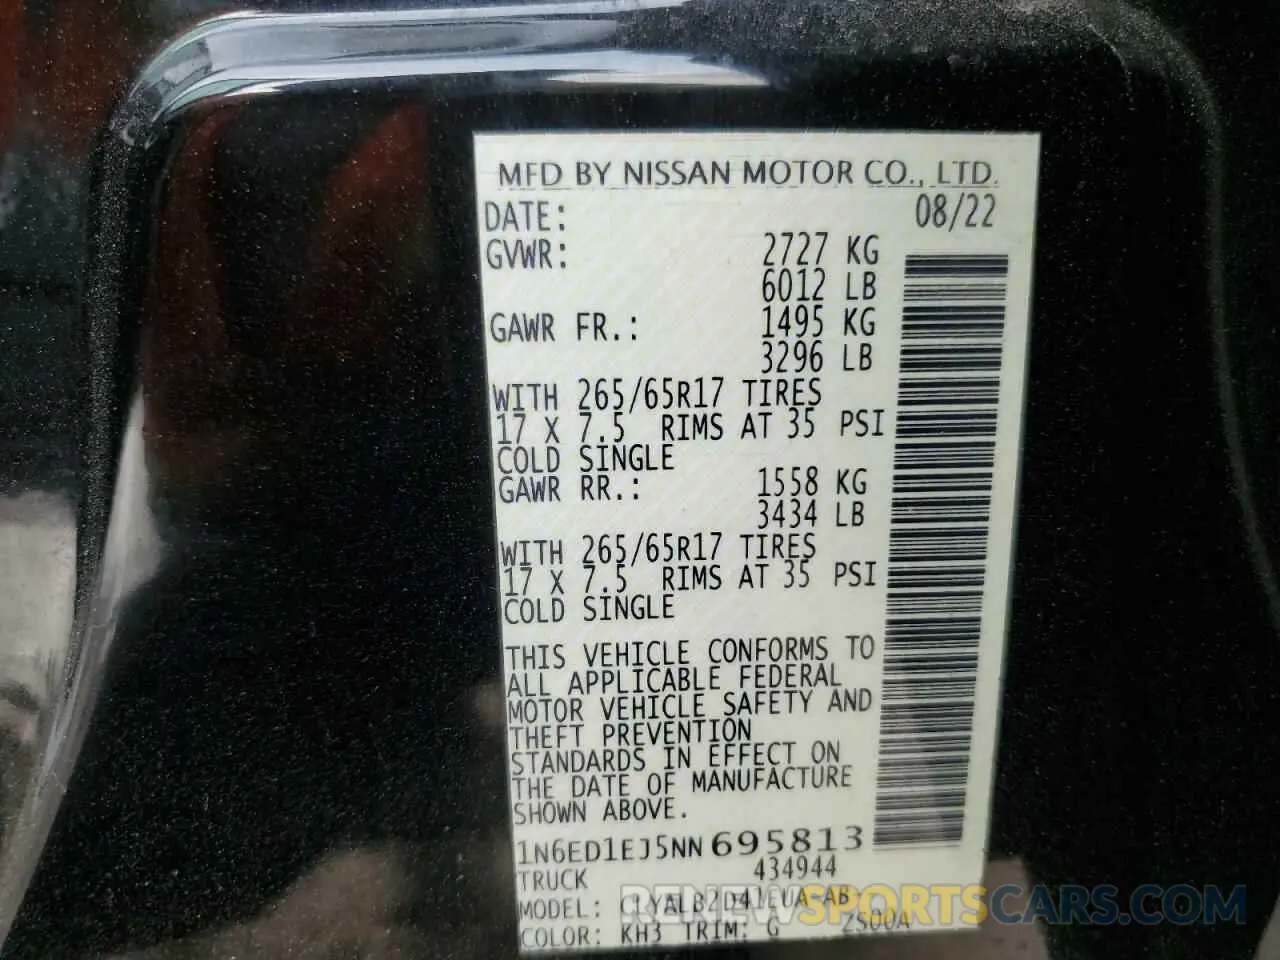 MFD BY NISSAN MOTOR CO., LTD.
DATE: 08/22
GVWR: 2727 KG
6012 LB
GAWR FR.: 1495 KG
3296 LB
WITH 265/65R17 TIRES
17 X 7.5 RIMS AT 35 PSI
COLD SINGLE
GAWR RR.: 1558 KG
3434 LB
WITH 265/65R17 TIRES
17 X 7.5 RIMS AT 35 PSI
COLD SINGLE
THIS VEHICLE CONFORMS TO
ALL APPLICABLE FEDERAL
MOTOR VEHICLE SAFETY AND
THEFT PREVENTION
STANDARDS IN EFFECT ON
THE DATE OF MANUFACTURE
SHOWN ABOVE.
1N6ED1EJ5NN695813
TRUCK 434944
MODEL:
COLOR: KH3 TRIM: G ZS00A
RENEWSPORTSCARS.COM